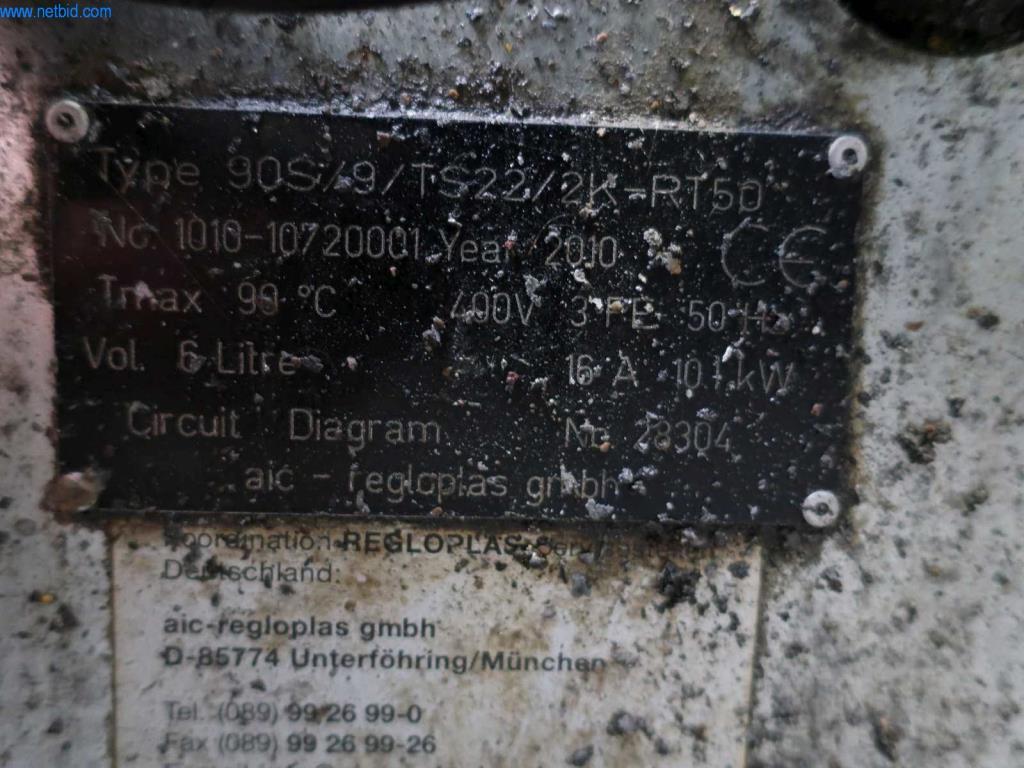 www.netbid.com
Type 90S/9/TS22/2K-RT50
No. 1010-10720001 Year 2010
CE
Tmax 90 °C 400V 3 PE 50 Hz
Vol. 6 Litre 16 A 10 kW
Circuit Diagram No 28304
aic - regloplas gmbh
Koordination REGLOPLAS
Deutschland:
aic-regloplas gmbh
D-85774 Unterföhring/München
Tel. (089) 99 26 99-0
Fax (089) 99 26 99-26